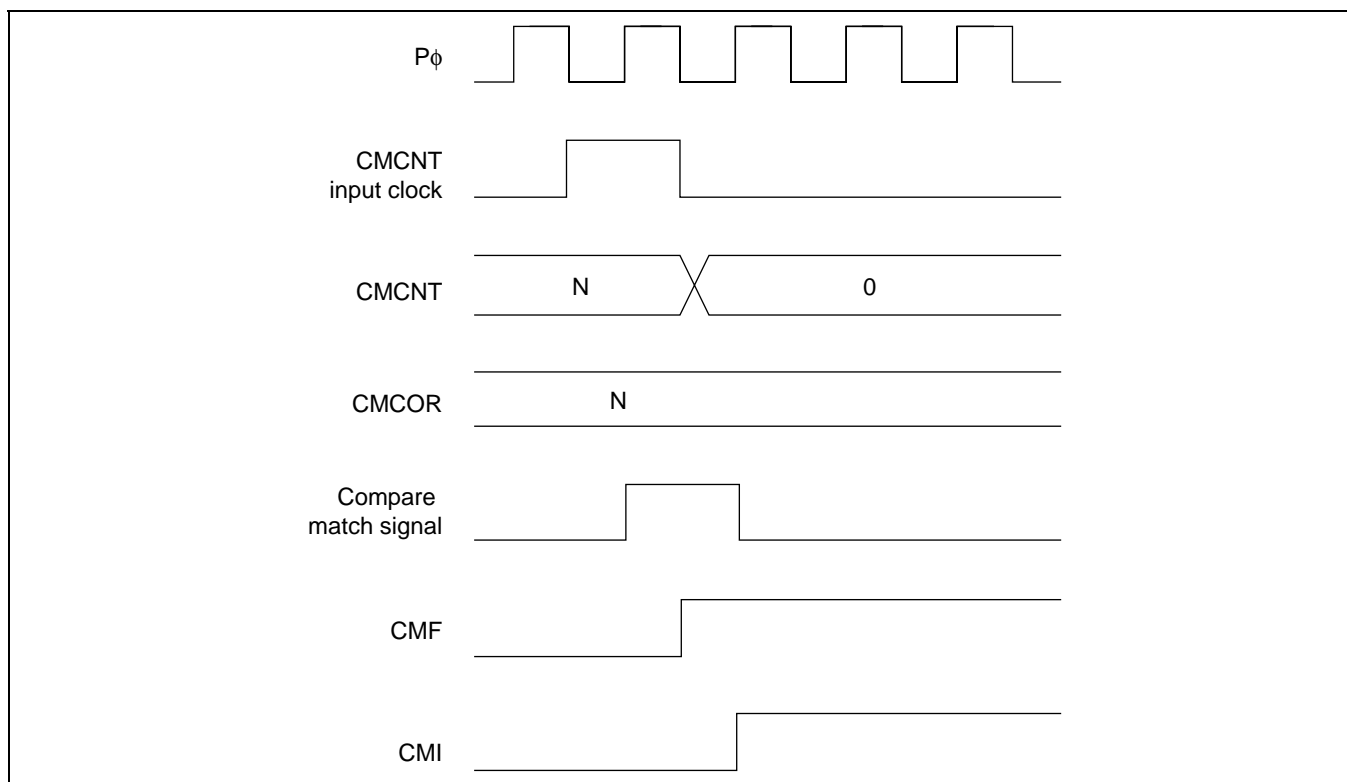 Pϕ
CMCNT
input clock
CMCNT
N
0
CMCOR
N
Compare
match signal
CMF
CMI